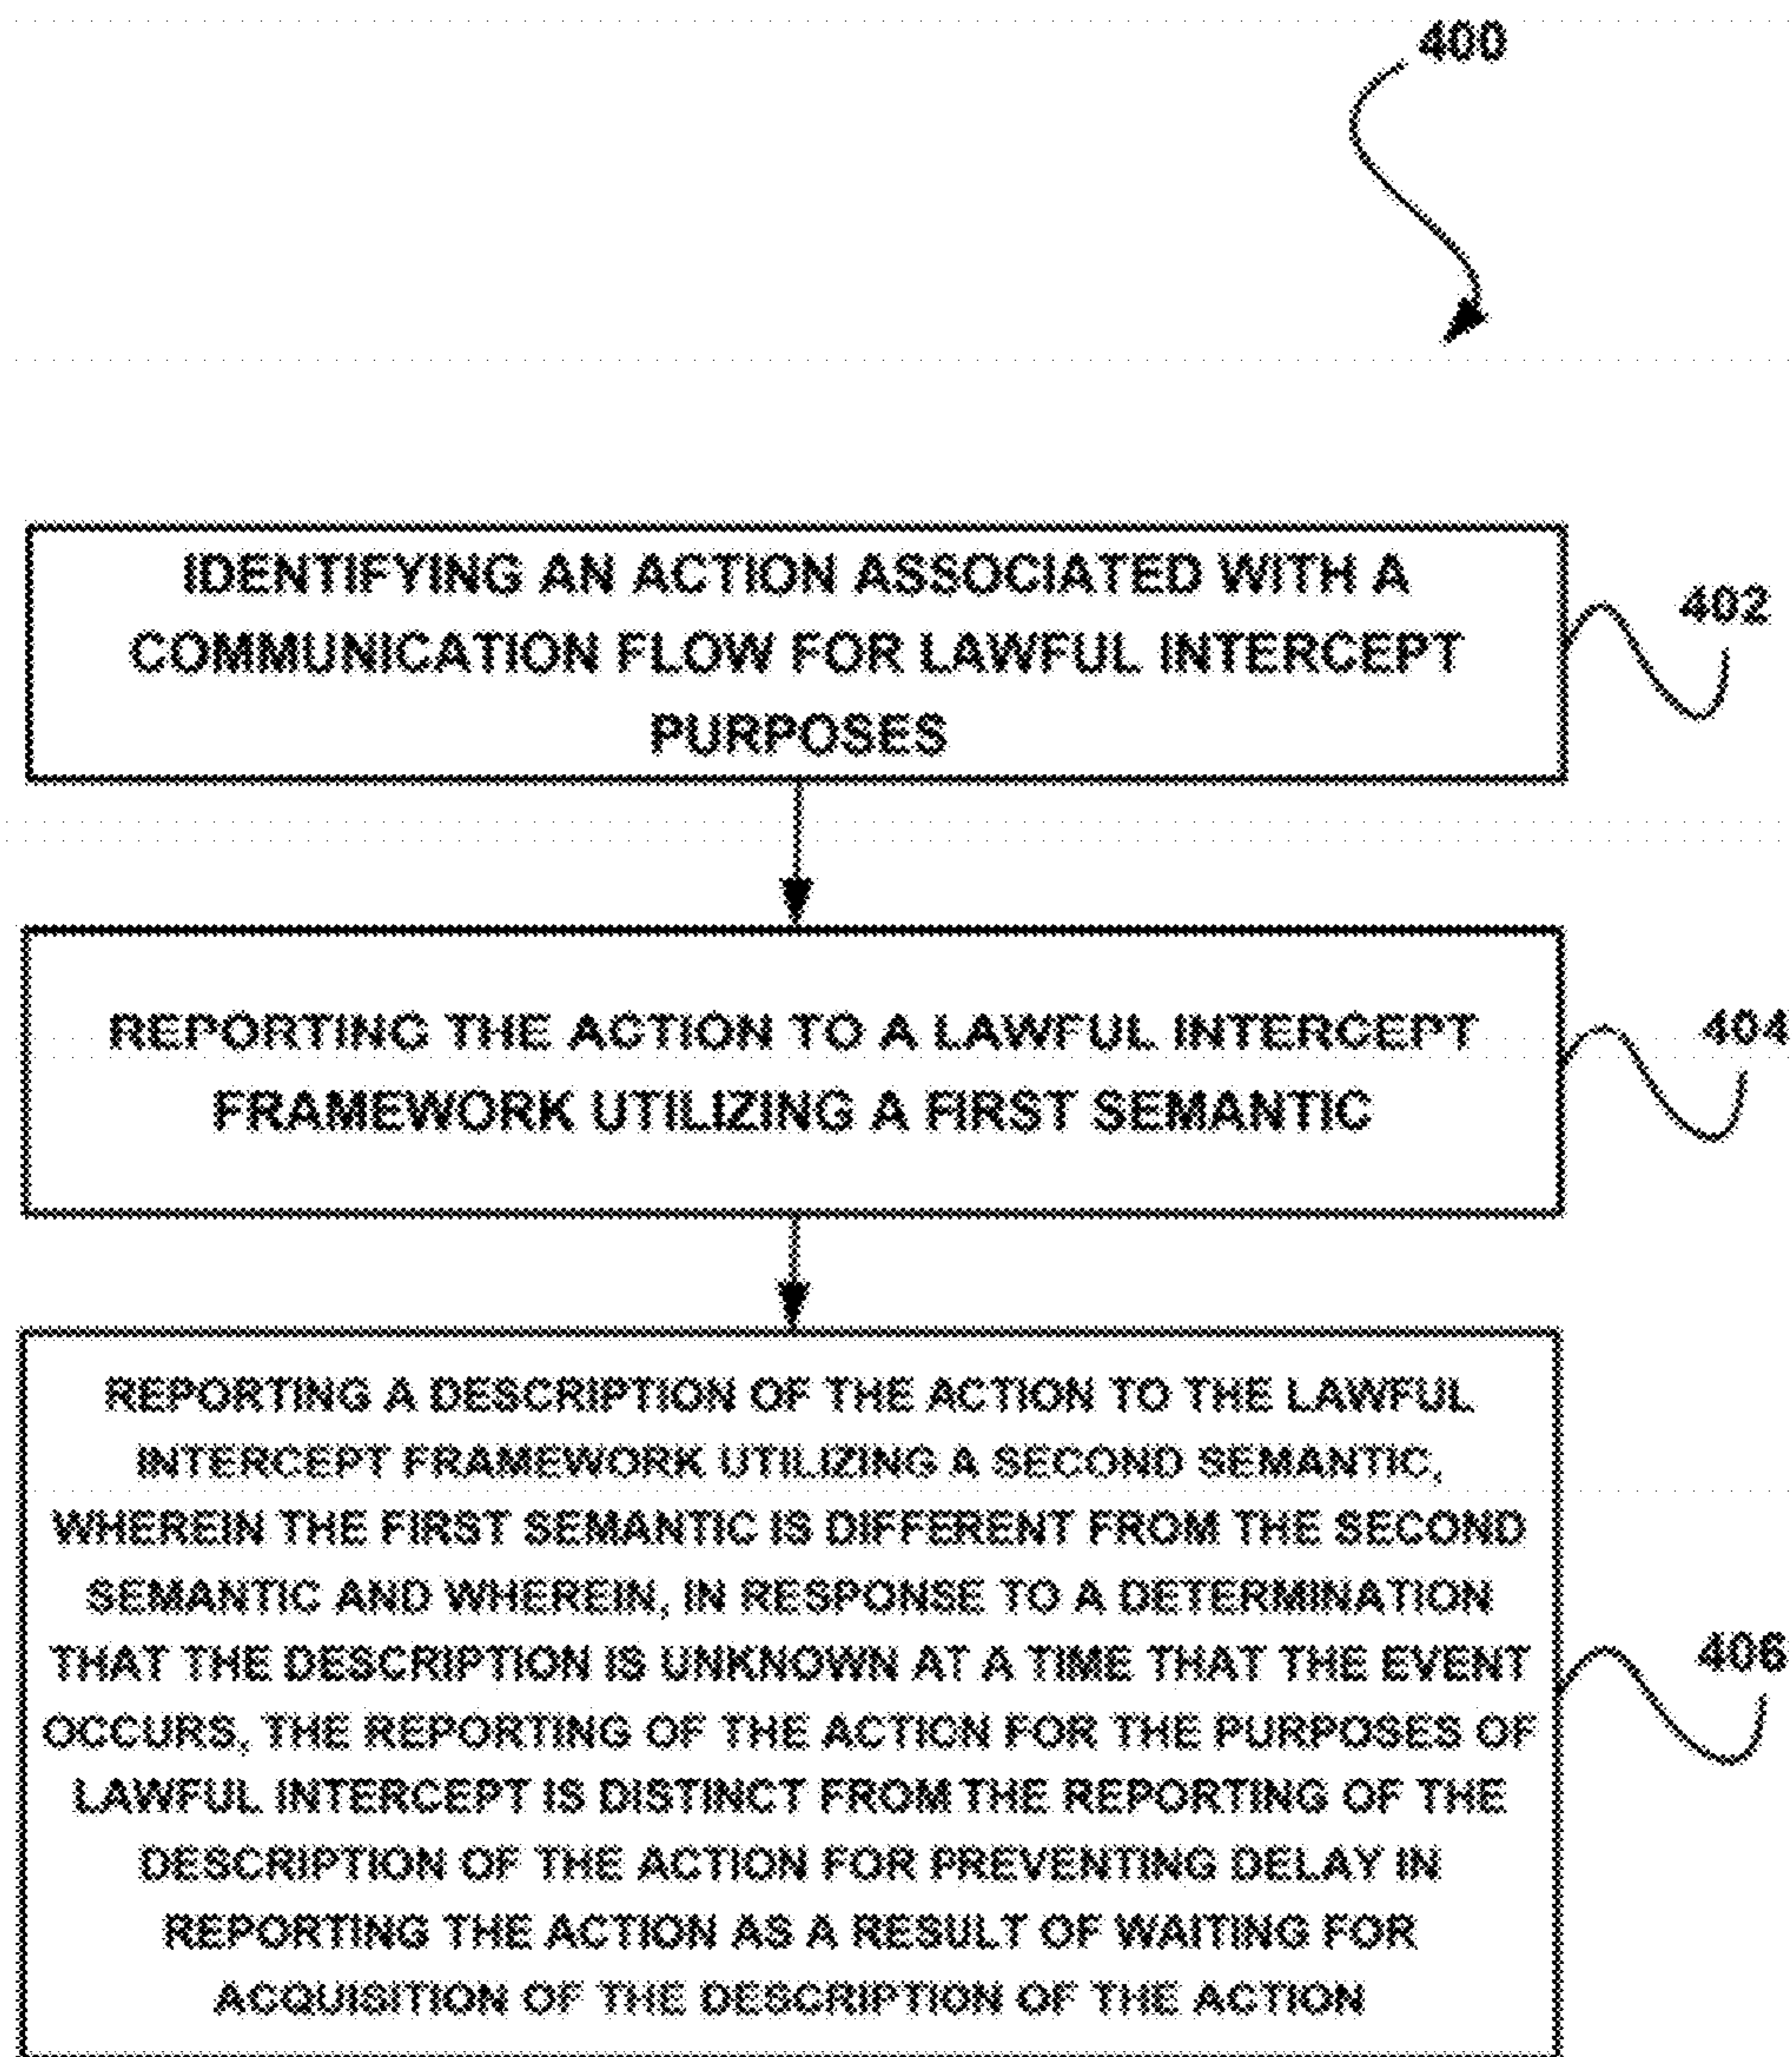 400
IDENTIFYING AN ACTION ASSOCIATED WITH A
COMMUNICATION FLOW FOR LAWFUL INTERCEPT
PURPOSES
402
REPORTING THE ACTION TO A LAWFUL INTERCEPT
FRAMEWORK UTILIZING A FIRST SEMANTIC
404
REPORTING A DESCRIPTION OF THE ACTION TO THE LAWFUL
INTERCEPT FRAMEWORK UTILIZING A SECOND SEMANTIC,
WHEREIN THE FIRST SEMANTIC IS DIFFERENT FROM THE SECOND
SEMANTIC AND WHEREIN, IN RESPONSE TO A DETERMINATION
THAT THE DESCRIPTION IS UNKNOWN AT A TIME THAT THE EVENT
OCCURS, THE REPORTING OF THE ACTION FOR THE PURPOSES OF
LAWFUL INTERCEPT IS DISTINCT FROM THE REPORTING OF THE
DESCRIPTION OF THE ACTION FOR PREVENTING DELAY IN
REPORTING THE ACTION AS A RESULT OF WAITING FOR
ACQUISITION OF THE DESCRIPTION OF THE ACTION
406